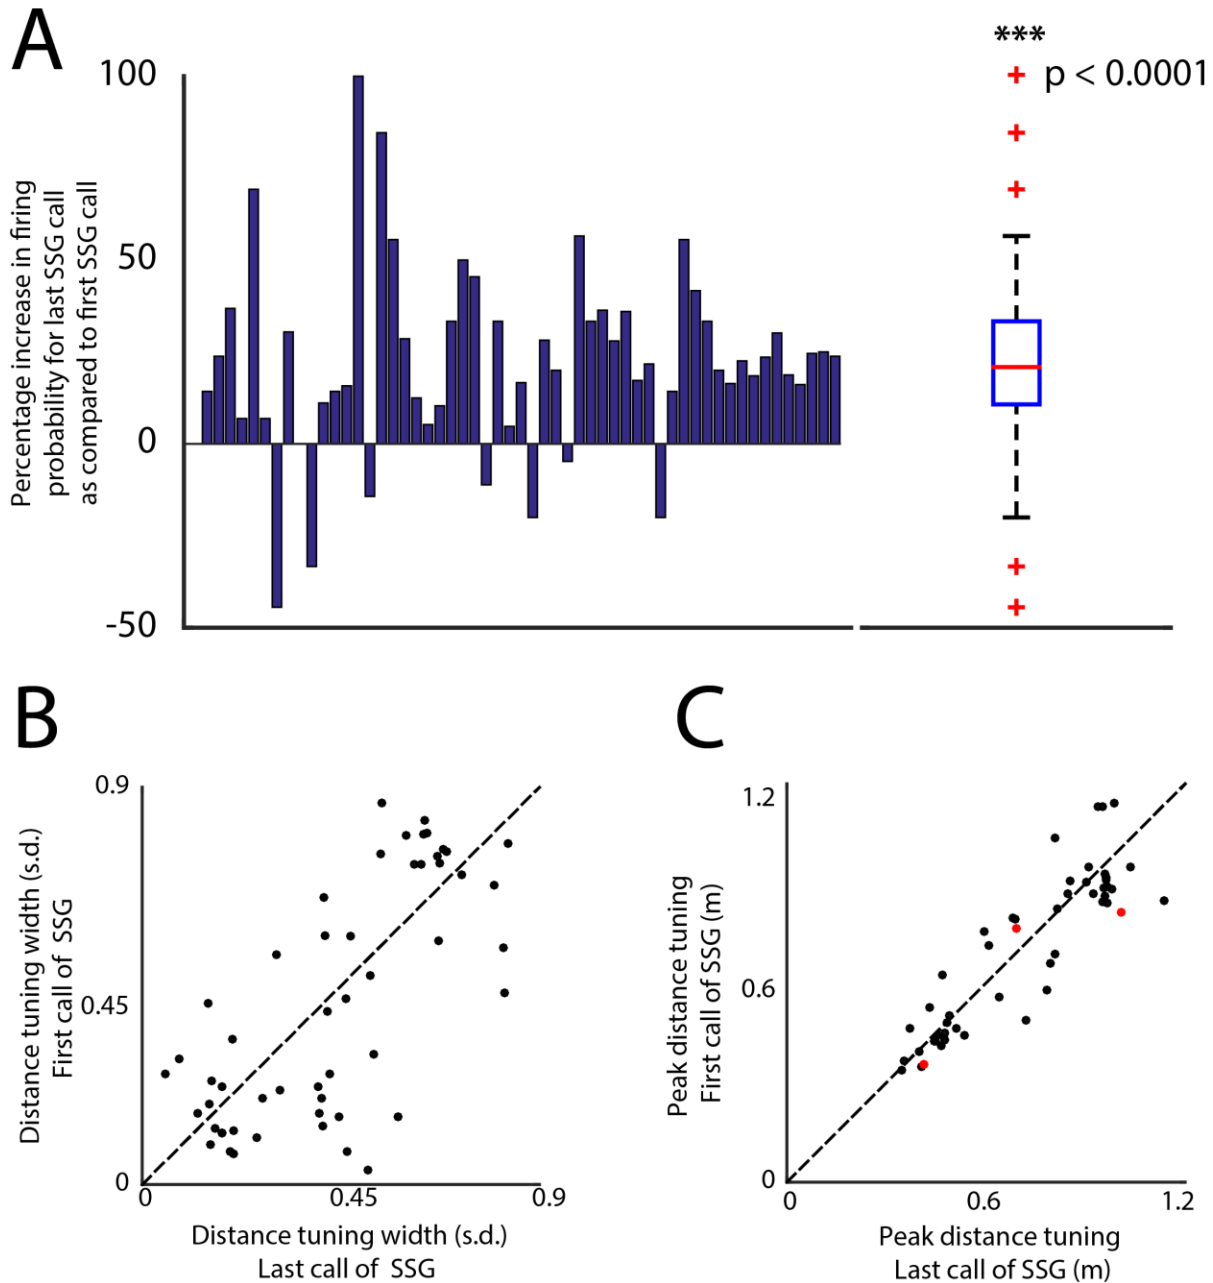 A
***
p < 0.0001
100
50
0
-50
Percentage increase in firing
probability for last SSG call
as compared to first SSG call
B
0.9
0.45
0
Distance tuning width (s.d.)
First call of SSG
0
0.45
0.9
Distance tuning width (s.d.)
Last call of SSG
C
1.2
0.6
0
Peak distance tuning
First call of SSG (m)
0
0.6
1.2
Peak distance tuning
Last call of SSG (m)